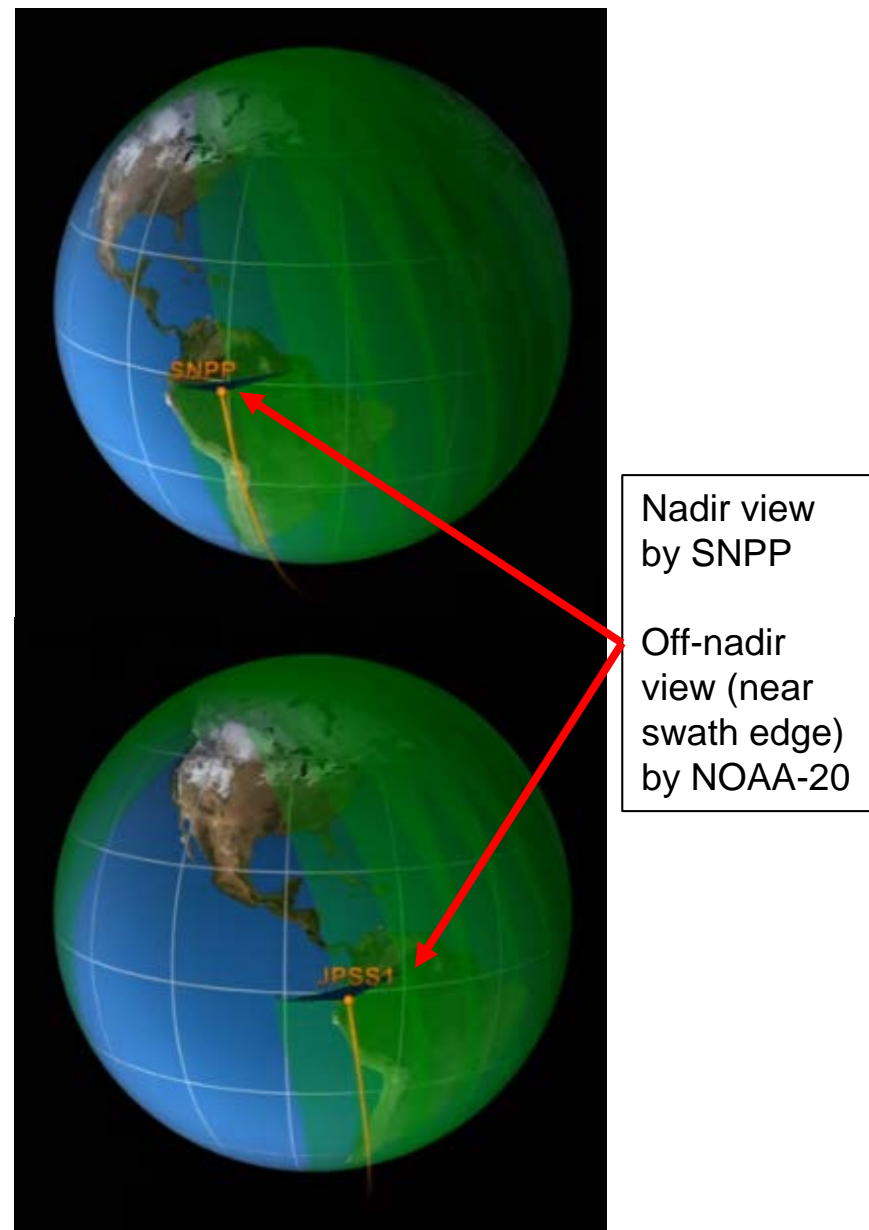 SNPP
Nadir view
by SNPP
Off-nadir
view (near
swath edge)
by NOAA-20
JPSS1